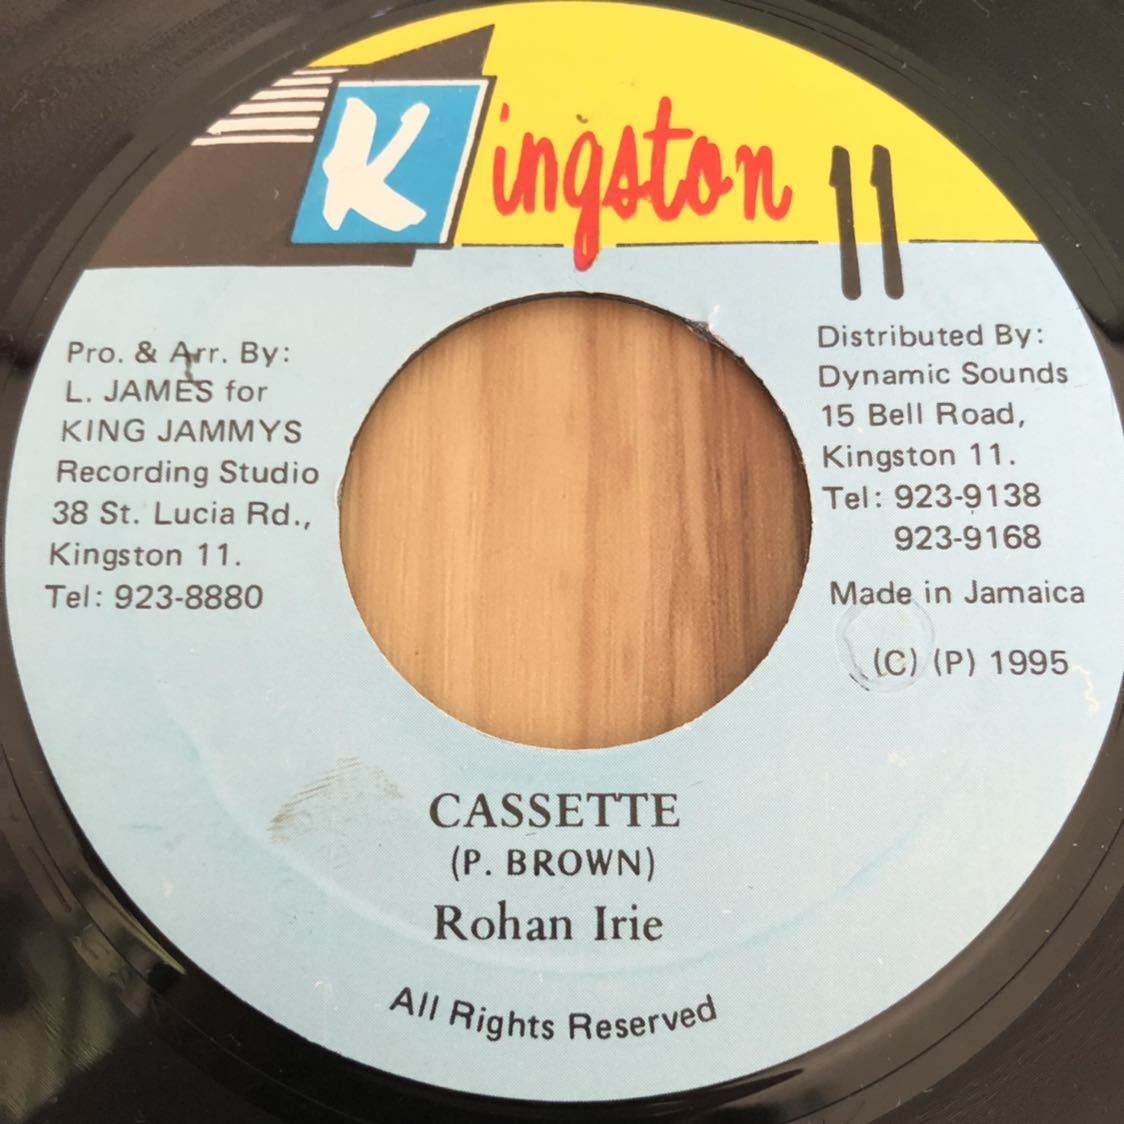 Kingston 11
Pro. & Arr. By:
L. JAMES for
KING JAMMYS
Recording Studio
38 St. Lucia Rd.,
Kingston 11.
Tel: 923-8880
Distributed By:
Dynamic Sounds
15 Bell Road,
Kingston 11.
Tel: 923-9138
923-9168
Made in Jamaica
(C) (P) 1995
CASSETTE
(P. BROWN)
Rohan Irie
All Rights Reserved